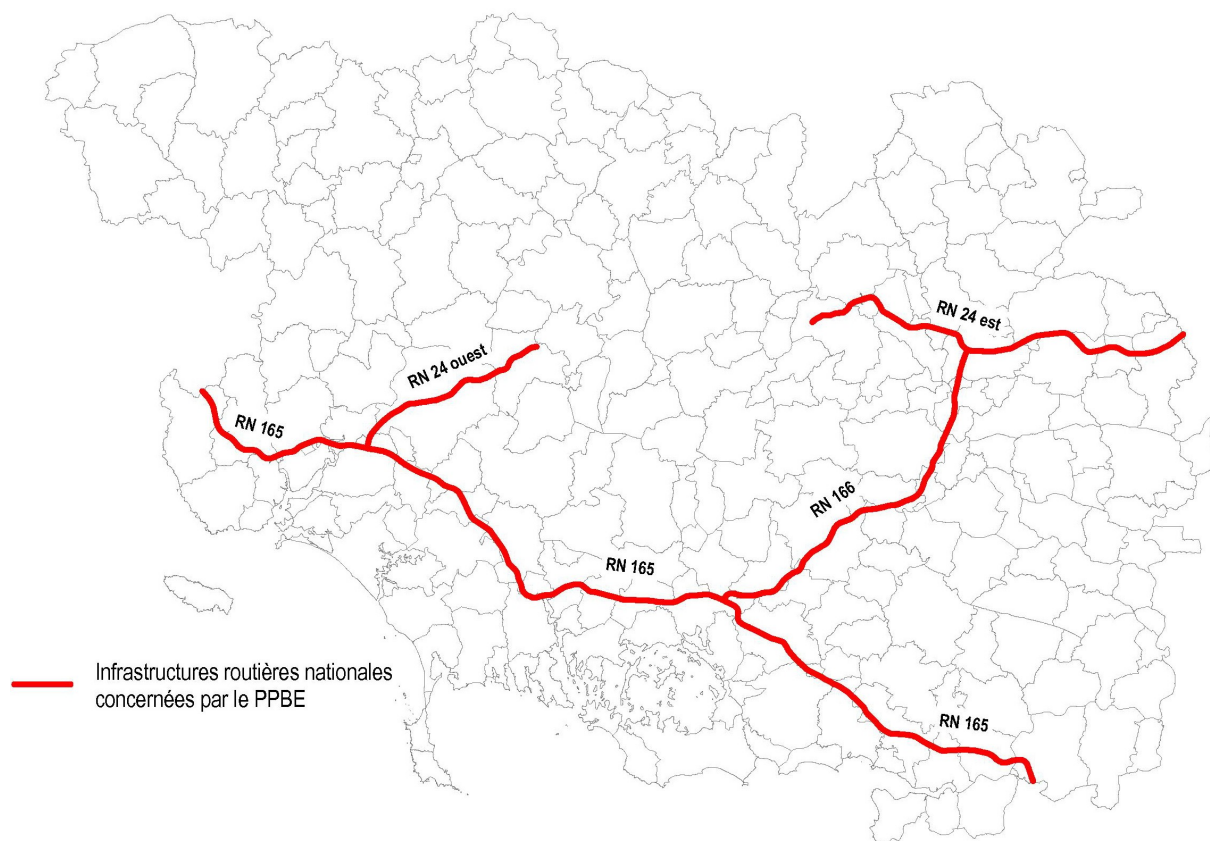 RN 24 est
RN 24 ouest
RN 165
RN 166
RN 165
Infrastructures routières nationales
concernées par le PPBE
RN 165